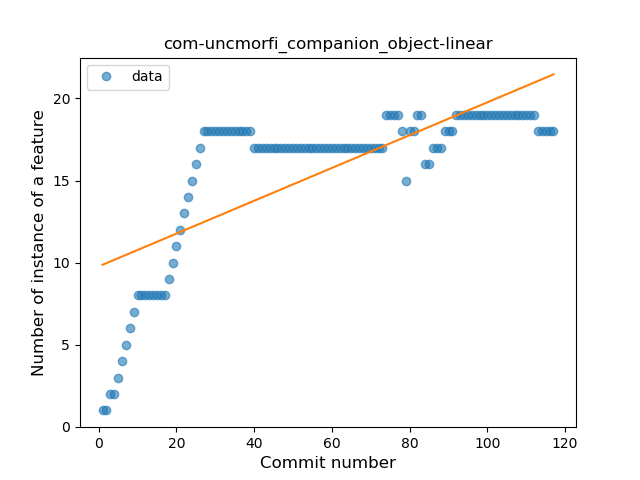 com-uncmorfi_companion_object-linear
data
Number of instance of a feature
20
15
10
5
0
0 20 40 60 80 100 120
Commit number